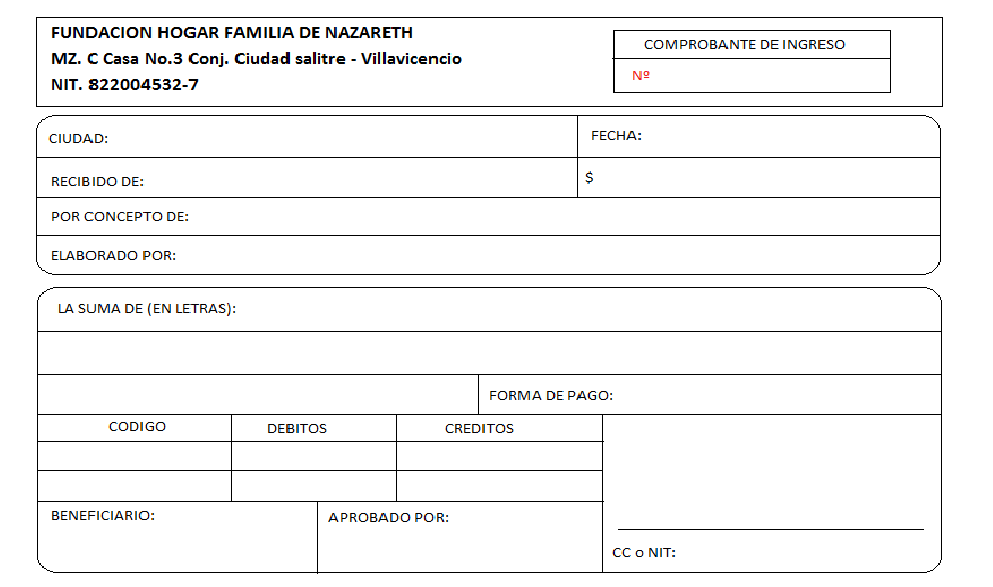 FUNDACION HOGAR FAMILIA DE NAZARETH
MZ. C Casa No.3 Conj. Ciudad salitre - Villavicencio
NIT. 822004532-7
COMPROBANTE DE INGRESO
Nº
CIUDAD:
FECHA:
RECIBIDO DE:
$
POR CONCEPTO DE:
ELABORADO POR:
LA SUMA DE (EN LETRAS):
FORMA DE PAGO:
CODIGO
DEBITOS
CREDITOS
BENEFICIARIO:
APROBADO POR:
CC o NIT: